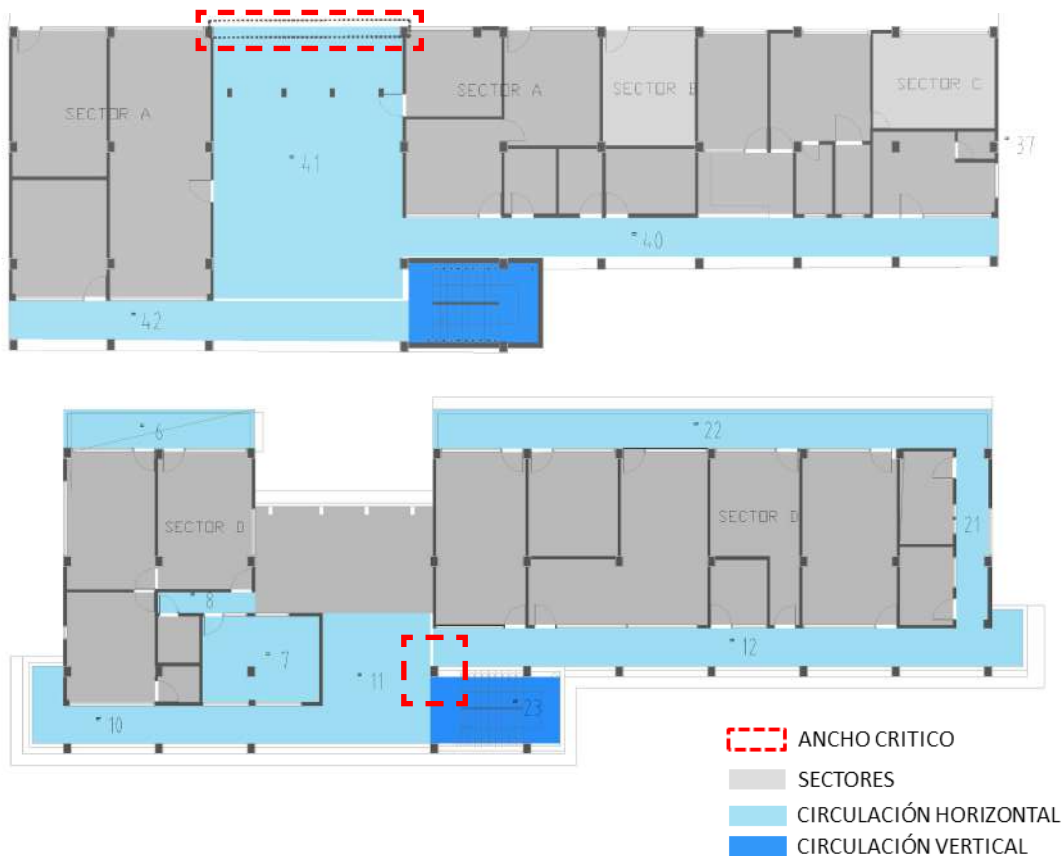 SECTOR A
SECTOR A
SECTOR B
SECTOR C
37
41
40
42
6
22
SECTOR D
SECTOR D
21
8
7
12
11
23
10
ANCHO CRITICO
SECTORES
CIRCULACIÓN HORIZONTAL
CIRCULACIÓN VERTICAL